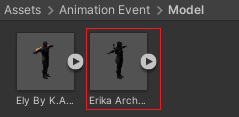 Assets > Animation Event > Model
Ely By K.A... Erika Arch...